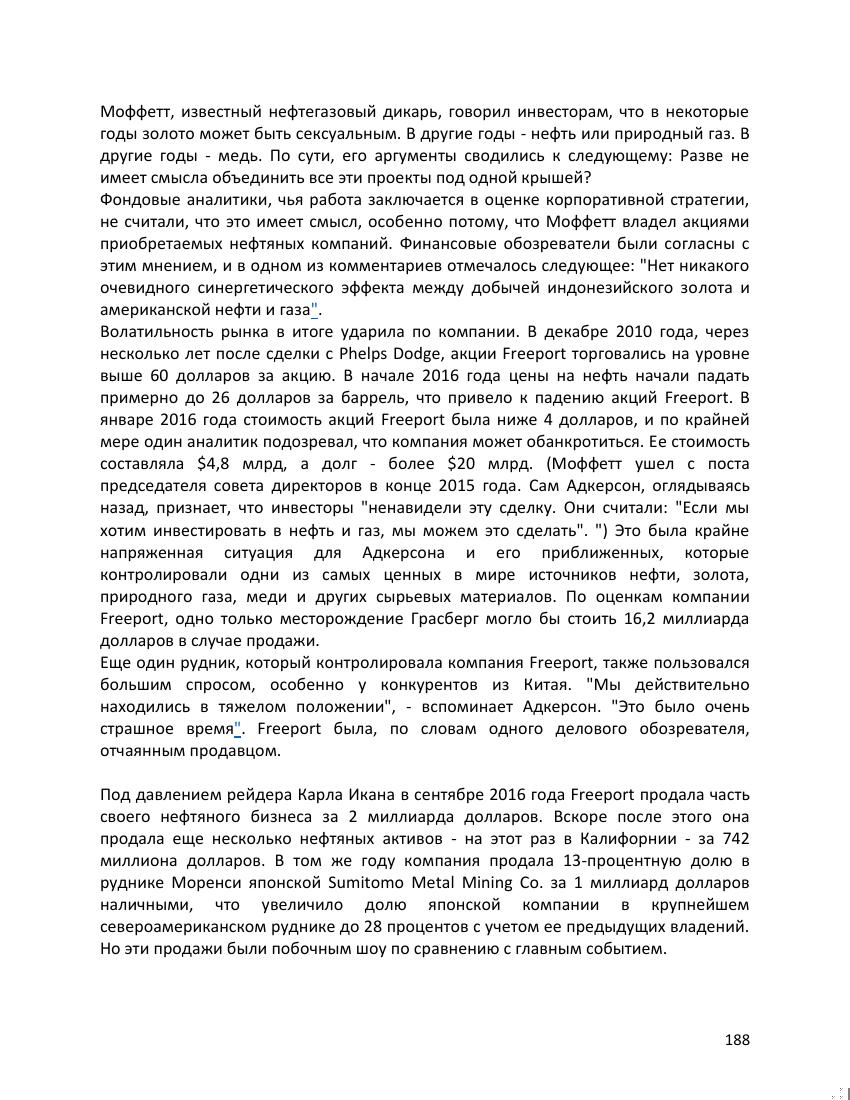 Моффетт, известный нефтегазовый дикарь, говорил инвесторам, что в некоторые
годы золото может быть сексуальным. В другие годы - нефть или природный газ. В
другие годы - медь. По сути, его аргументы сводились к следующему: Разве не
имеет смысла объединить все эти проекты под одной крышей?
Фондовые аналитики, чья работа заключается в оценке корпоративной стратегии,
не считали, что это имеет смысл, особенно потому, что Моффетт владел акциями
приобретаемых нефтяных компаний. Финансовые обозреватели были согласны с
этим мнением, и в одном из комментариев отмечалось следующее: "Нет никакого
очевидного синергетического эффекта между добычей индонезийского золота и
американской нефти и газа".
Волатильность рынка в итоге ударила по компании. В декабре 2010 года, через
несколько лет после сделки с Phelps Dodge, акции Freeport торговались на уровне
выше 60 долларов за акцию. В начале 2016 года цены на нефть начали падать
примерно до 26 долларов за баррель, что привело к падению акций Freeport. В
январе 2016 года стоимость акций Freeport была ниже 4 долларов, и по крайней
мере один аналитик подозревал, что компания может обанкротиться. Ее стоимость
составляла $4,8 млрд, а долг - более $20 млрд. (Моффетт ушел с поста
председателя совета директоров в конце 2015 года. Сам Адкерсон, оглядываясь
назад, признает, что инвесторы "ненавидели эту сделку. Они считали: "Если мы
хотим инвестировать в нефть и газ, мы можем это сделать". ") Это была крайне
напряженная ситуация для Адкерсона и его приближенных, которые
контролировали одни из самых ценных в мире источников нефти, золота,
природного газа, меди и других сырьевых материалов. По оценкам компании
Freeport, одно только месторождение Грасберг могло бы стоить 16,2 миллиарда
долларов в случае продажи.
Еще один рудник, который контролировала компания Freeport, также пользовался
большим спросом, особенно у конкурентов из Китая. "Мы действительно
находились в тяжелом положении", - вспоминает Адкерсон. "Это было очень
страшное время". Freeport была, по словам одного делового обозревателя,
отчаянным продавцом.
Под давлением рейдера Карла Икана в сентябре 2016 года Freeport продала часть
своего нефтяного бизнеса за 2 миллиарда долларов. Вскоре после этого она
продала еще несколько нефтяных активов - на этот раз в Калифорнии - за 742
миллиона долларов. В том же году компания продала 13-процентную долю в
руднике Моренси японской Sumitomo Metal Mining Co. за 1 миллиард долларов
наличными, что увеличило долю японской компании в крупнейшем
североамериканском руднике до 28 процентов с учетом ее предыдущих владений.
Но эти продажи были побочным шоу по сравнению с главным событием.
188